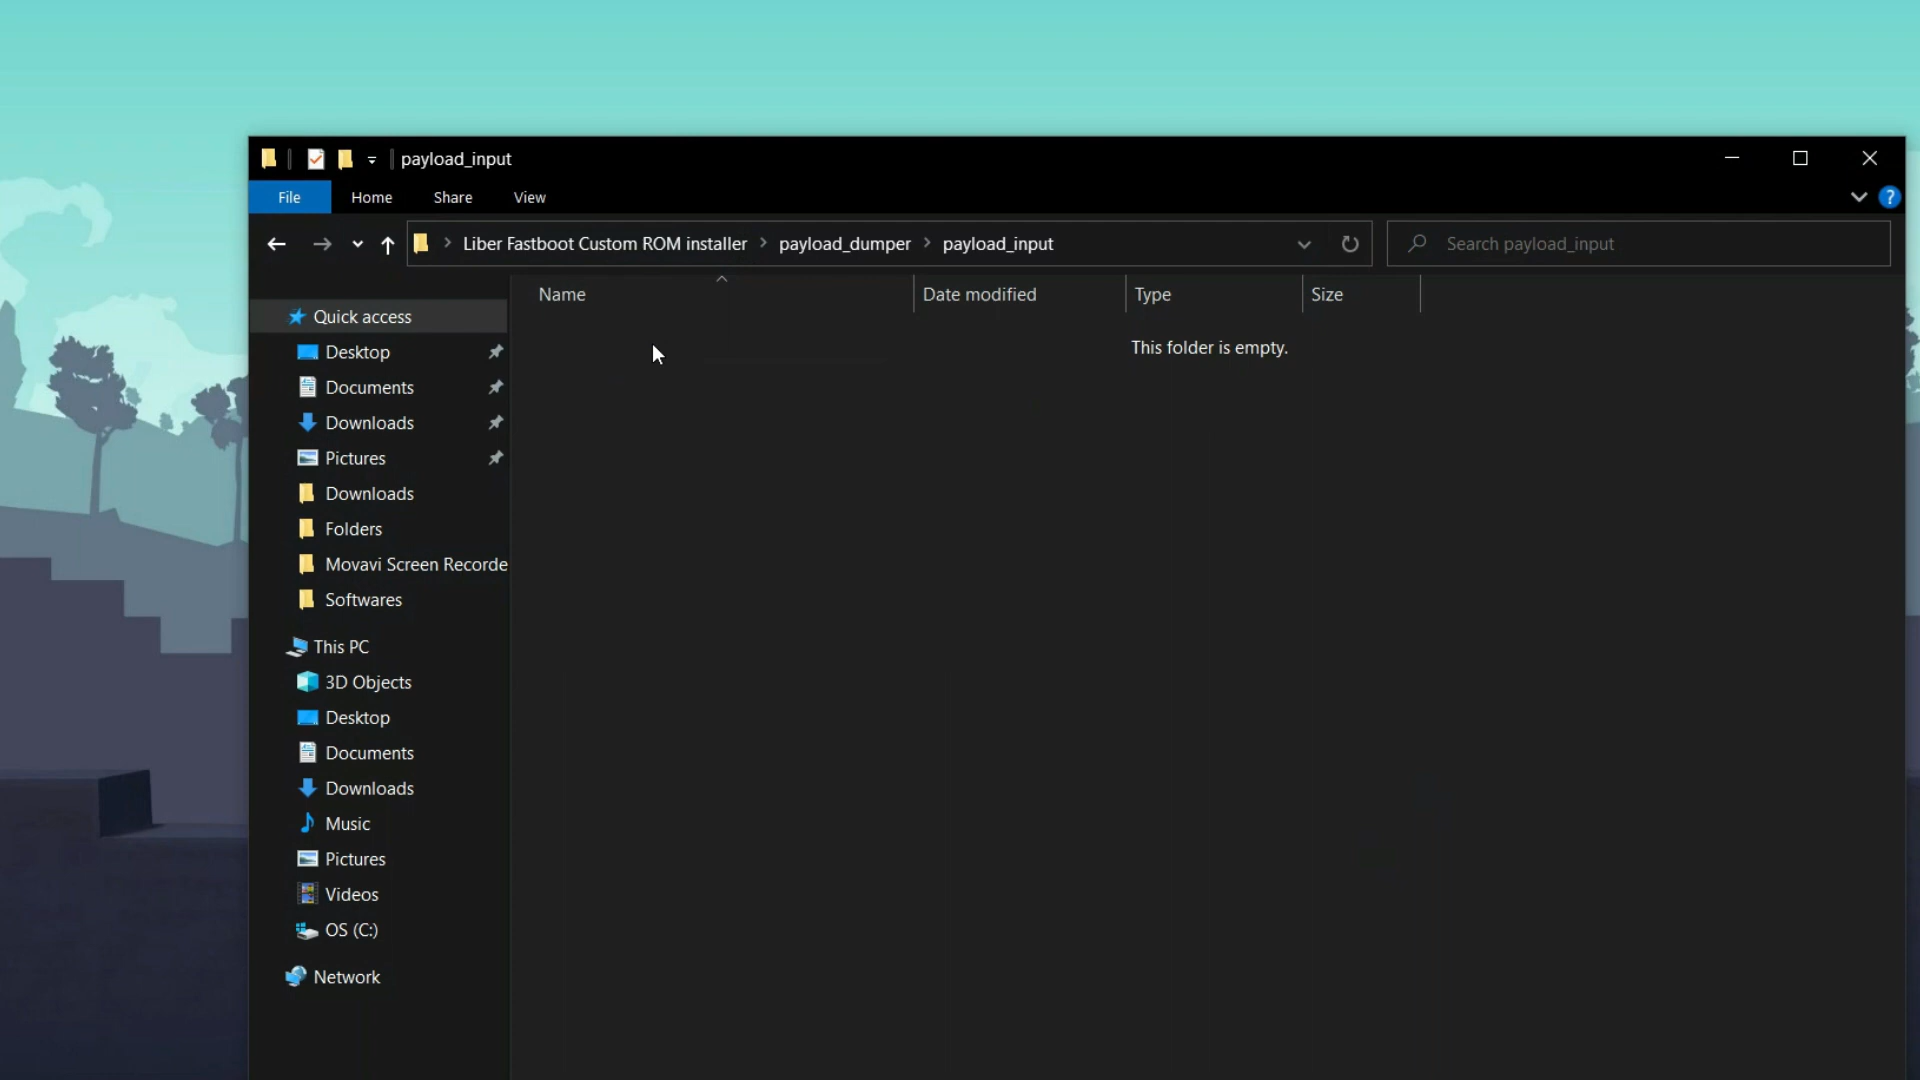 payload_input
File Home Share View
Liber Fastboot Custom ROM installer payload_dumper payload_input Search payload_input
Name Date modified Type Size
This folder is empty.
Quick access
Desktop
Documents
Downloads
Pictures
Downloads
Folders
Movavi Screen Recorde
Softwares
This PC
3D Objects
Desktop
Documents
Downloads
Music
Pictures
Videos
OS (C:)
Network